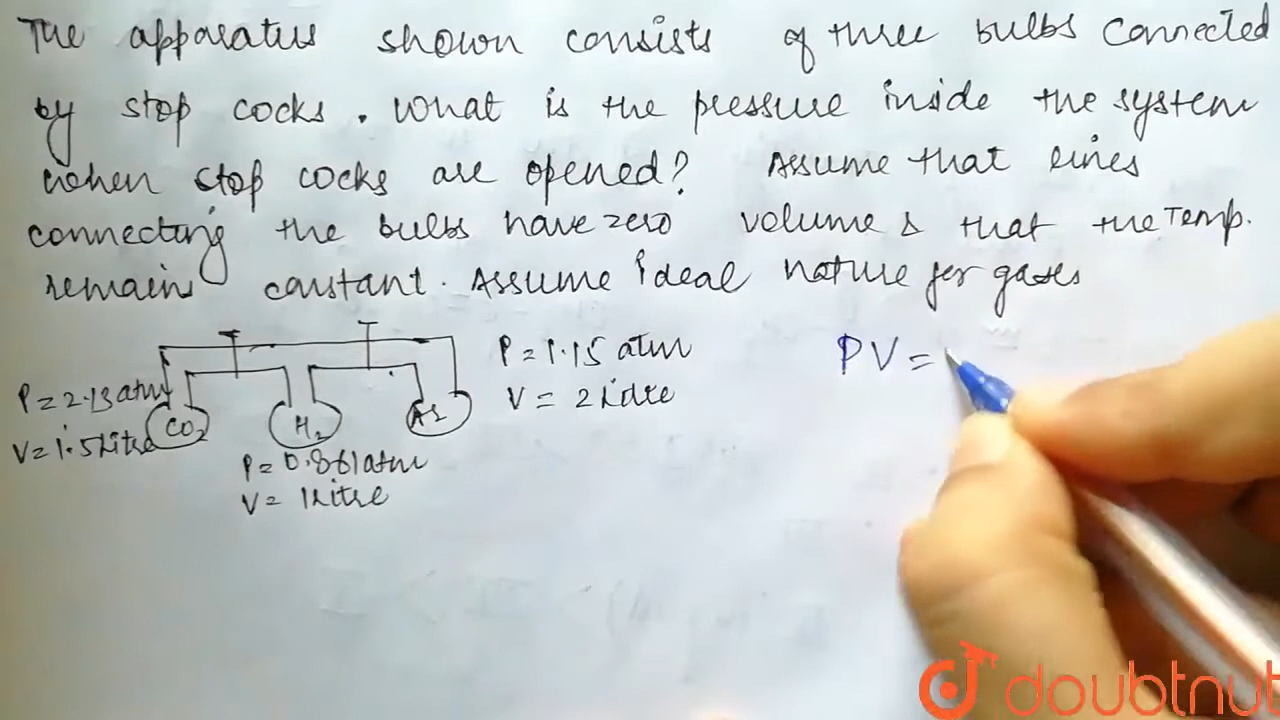 The apparatus shown consists of three bulbs connected
by stop cocks. What is the pressure inside the system
when stop cocks are opened? Assume that lines
connecting the bulbs have zero volume & that the Temp.
remains constant. Assume ideal nature for gases
P = 2.13 atm
V = 1.5 Litre
CO2
H2
Ar
P = 0.861 atm
V = 1 Litre
P = 1.15 atm
V = 2 Litre
PV =
doubtnut